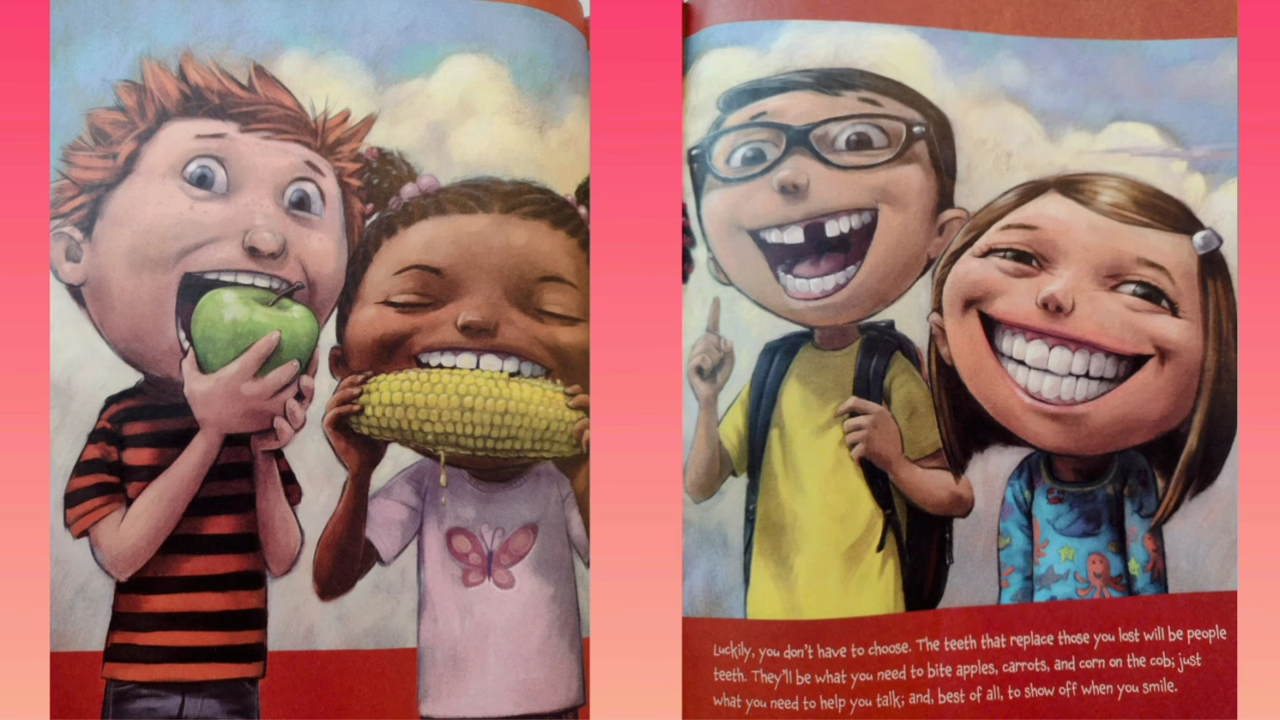 Luckily, you don't have to choose. The teeth that replace those you lost will be people
teeth. They'll be what you need to bite apples, carrots, and corn on the cob; just
what you need to help you talk; and, best of all, to show off when you smile.